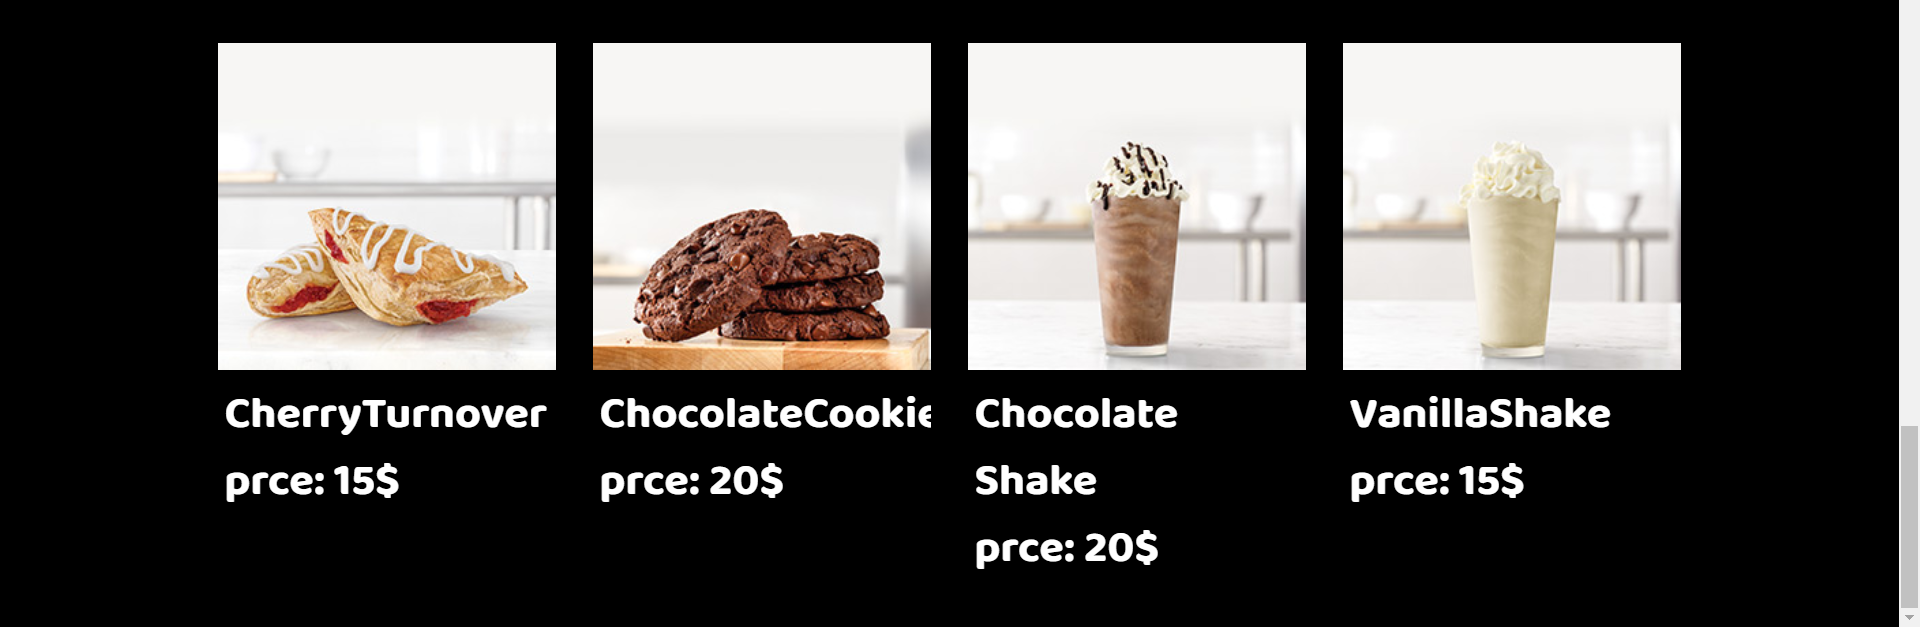 CherryTurnover
prce: 15$
ChocolateCookie
prce: 20$
Chocolate
Shake
prce: 20$
VanillaShake
prce: 15$